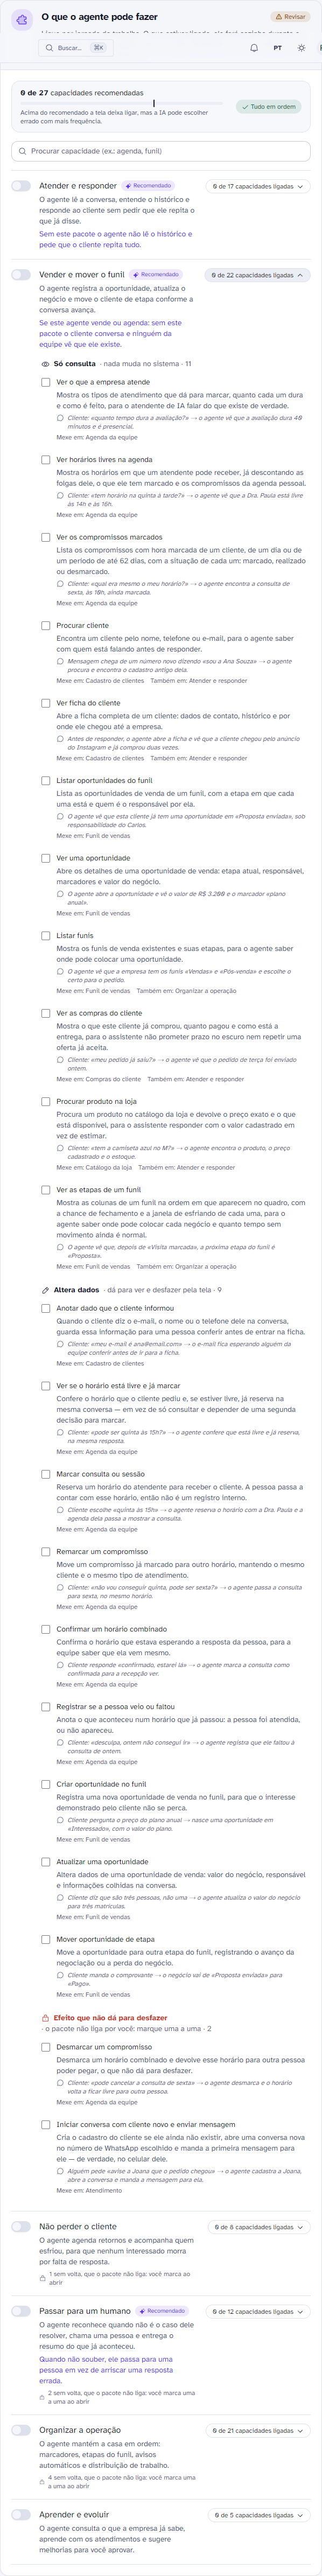 O que o agente pode fazer
Revisar
Buscar...
⌘K
PT
0 de 27 capacidades recomendadas
Acima do recomendado a tela deixa ligar, mas a IA pode escolher
errado com mais frequência.
Tudo em ordem
Procurar capacidade (ex.: agenda, funil)
Atender e responder
Recomendado
0 de 17 capacidades ligadas
O agente lê a conversa, entende o histórico e
responde ao cliente sem pedir que ele repita o
que já disse.
Sem este pacote o agente não lê o histórico e
pede que o cliente repita tudo.
Vender e mover o funil
Recomendado
0 de 22 capacidades ligadas
O agente registra a oportunidade, atualiza o
negócio e move o cliente de etapa conforme a
conversa avança.
Se este agente vende ou agenda: sem este
pacote o cliente conversa e ninguém da
equipe vê que ele existe.
Só consulta · nada muda no sistema · 11
Ver o que a empresa atende
Mostra os tipos de atendimento que dá para marcar, quanto cada um dura
e como é feito, para o atendente de IA falar do que existe de verdade.
Cliente: «quanto tempo dura a avaliação?» → o agente vê que a avaliação dura 40
minutos e é presencial.
Mexe em: Agenda da equipe
Ver horários livres na agenda
Mostra os horários em que um atendente pode receber, já descontando as
folgas dele, o que ele tem marcado e os compromissos da agenda pessoal.
Cliente: «tem horário na quinta à tarde?» → o agente vê que a Dra. Paula está livre
às 14h e às 16h.
Mexe em: Agenda da equipe
Ver os compromissos marcados
Lista os compromissos com hora marcada de um cliente, de um dia ou de
um período de até 62 dias, com a situação de cada um: marcado, realizado
ou desmarcado.
Cliente: «qual era mesmo o meu horário?» → o agente encontra a consulta de
sexta, às 10h, ainda marcada.
Mexe em: Agenda da equipe
Procurar cliente
Encontra um cliente pelo nome, telefone ou e-mail, para o agente saber
com quem está falando antes de responder.
Mensagem chega de um número novo dizendo «sou a Ana Souza» → o agente
procura e encontra o cadastro antigo dela.
Mexe em: Cadastro de clientes Também em: Atender e responder
Ver ficha do cliente
Abre a ficha completa de um cliente: dados de contato, histórico e por
onde ele chegou até a empresa.
Antes de responder, o agente abre a ficha e vê que a cliente chegou pelo anúncio
do Instagram e já comprou duas vezes.
Mexe em: Cadastro de clientes Também em: Atender e responder
Listar oportunidades do funil
Lista as oportunidades de venda de um funil, com a etapa em que cada
uma está e quem é o responsável por ela.
O agente vê que esta cliente já tem uma oportunidade em «Proposta enviada», sob
responsabilidade do Carlos.
Mexe em: Funil de vendas
Ver uma oportunidade
Abre os detalhes de uma oportunidade de venda: etapa atual, responsável,
marcadores e valor do negócio.
O agente abre a oportunidade e vê o valor de R$ 3.200 e o marcador «plano
anual».
Mexe em: Funil de vendas
Listar funis
Mostra os funis de venda existentes e suas etapas, para o agente saber
onde pode colocar uma oportunidade.
O agente vê que a empresa tem os funis «Vendas» e «Pós-venda» e escolhe o
certo para o pedido.
Mexe em: Funil de vendas Também em: Organizar a operação
Ver as compras do cliente
Mostra o que este cliente já comprou, quanto pagou e como está a
entrega, para o assistente não prometer prazo no escuro nem repetir uma
oferta já aceita.
Cliente: «meu pedido já saiu?» → o agente vê que o pedido de terça foi enviado
ontem.
Mexe em: Compras do cliente Também em: Atender e responder
Procurar produto na loja
Procura um produto no catálogo da loja e devolve o preço exato e o que
está disponível, para o assistente responder com o valor cadastrado em
vez de estimar.
Cliente: «tem a camiseta azul no M?» → o agente encontra o produto, o preço
cadastrado e o estoque.
Mexe em: Catálogo da loja Também em: Atender e responder
Ver as etapas de um funil
Mostra as colunas de um funil na ordem em que aparecem no quadro, com
a chance de fechamento e a janela de esfriando de cada uma, para o
agente saber onde pode colocar cada negócio e quanto tempo sem
movimento ainda é normal.
O agente vê que, depois de «Visita marcada», a próxima etapa do funil é
«Proposta».
Mexe em: Funil de vendas Também em: Organizar a operação
Altera dados · dá para ver e desfazer pela tela · 9
Anotar dado que o cliente informou
Quando o cliente diz o e-mail, o nome ou o telefone dele na conversa,
guarda essa informação para uma pessoa conferir antes de entrar na ficha.
Cliente: «meu e-mail é ana@email.com» → o e-mail fica esperando alguém da
equipe conferir antes de ir para a ficha.
Mexe em: Cadastro de clientes
Ver se o horário está livre e já marcar
Confere o horário que o cliente pediu e, se estiver livre, já reserva na
mesma conversa — em vez de só consultar e depender de uma segunda
decisão para marcar.
Cliente: «pode ser quinta às 15h?» → o agente confere que está livre e já reserva,
na mesma resposta.
Mexe em: Agenda da equipe
Marcar consulta ou sessão
Reserva um horário do atendente para receber o cliente. A pessoa passa a
contar com esse horário, então não é um registro interno.
Cliente escolhe «quinta às 15h» → o agente reserva o horário com a Dra. Paula e a
agenda dela passa a mostrar a consulta.
Mexe em: Agenda da equipe
Remarcar um compromisso
Move um compromisso já marcado para outro horário, mantendo o mesmo
cliente e o mesmo tipo de atendimento.
Cliente: «não vou conseguir quinta, pode ser sexta?» → o agente passa a consulta
para sexta, no mesmo horário.
Mexe em: Agenda da equipe
Confirmar um horário combinado
Confirma o horário que estava esperando a resposta da pessoa, para a
equipe saber que ela vem mesmo.
Cliente responde «confirmado, estarei lá» → o agente marca a consulta como
confirmada para a recepção ver.
Mexe em: Agenda da equipe
Registrar se a pessoa veio ou faltou
Anota o que aconteceu num horário que já passou: a pessoa foi atendida,
ou não apareceu.
Cliente: «desculpa, ontem não consegui ir» → o agente registra que ele faltou à
consulta de ontem.
Mexe em: Agenda da equipe
Criar oportunidade no funil
Registra uma nova oportunidade de venda no funil, para que o interesse
demonstrado pelo cliente não se perca.
Cliente pergunta o preço do plano anual → nasce uma oportunidade em
«Interessado», com o valor do plano.
Mexe em: Funil de vendas
Atualizar uma oportunidade
Altera dados de uma oportunidade de venda: valor do negócio, responsável
e informações colhidas na conversa.
Cliente diz que são três pessoas, não uma → o agente atualiza o valor do negócio
para três matrículas.
Mexe em: Funil de vendas
Mover oportunidade de etapa
Move a oportunidade para outra etapa do funil, registrando o avanço da
negociação ou a perda do negócio.
Cliente manda o comprovante → o negócio vai de «Proposta enviada» para
«Pago».
Mexe em: Funil de vendas
Efeito que não dá para desfazer
· o pacote não liga por você: marque uma a uma · 2
Desmarcar um compromisso
Desmarca um horário combinado e devolve esse horário para outra pessoa
poder pegar, o que não dá para desfazer.
Cliente: «pode cancelar a consulta de sexta» → o agente desmarca e o horário
volta a ficar livre para outra pessoa.
Mexe em: Agenda da equipe
Iniciar conversa com cliente novo e enviar mensagem
Cria o cadastro do cliente se ele ainda não existir, abre uma conversa nova
no número de WhatsApp escolhido e manda a primeira mensagem para
ele — de verdade, no celular dele.
Alguém pede «avise a Joana que o pedido chegou» → o agente cadastra a Joana,
abre a conversa e manda a mensagem para ela.
Mexe em: Atendimento
Não perder o cliente
0 de 8 capacidades ligadas
O agente agenda retornos e acompanha quem
esfriou, para que nenhum interessado morra
por falta de resposta.
1 sem volta, que o pacote não liga: você marca ao
abrir
Passar para um humano
Recomendado
0 de 12 capacidades ligadas
O agente reconhece quando não é o caso dele
resolver, chama uma pessoa e entrega o
resumo do que já aconteceu.
Quando não souber, ele passa para uma
pessoa em vez de arriscar uma resposta
errada.
2 sem volta, que o pacote não liga: você marca uma
a uma ao abrir
Organizar a operação
0 de 21 capacidades ligadas
O agente mantém a casa em ordem:
marcadores, etapas do funil, avisos
automáticos e distribuição de trabalho.
4 sem volta, que o pacote não liga: você marca uma
a uma ao abrir
Aprender e evoluir
0 de 5 capacidades ligadas
O agente consulta o que a empresa já sabe,
aprende com os atendimentos e sugere
melhorias para você aprovar.